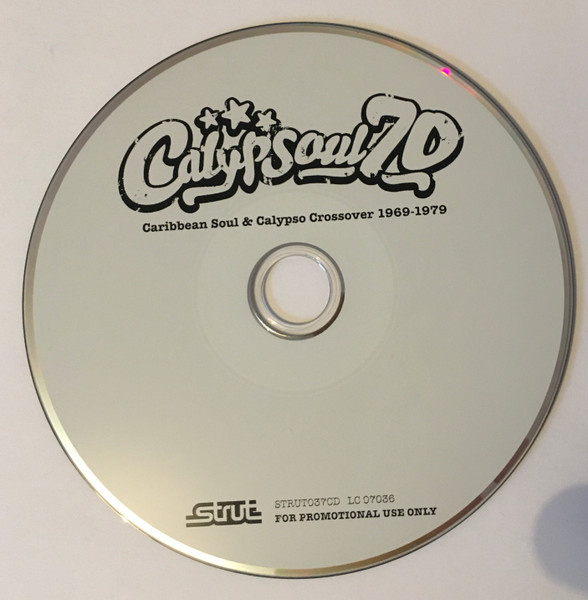 Calypsoul 70
Caribbean Soul & Calypso Crossover 1969-1979
Strut
STRUT037CD LC 07036
FOR PROMOTIONAL USE ONLY